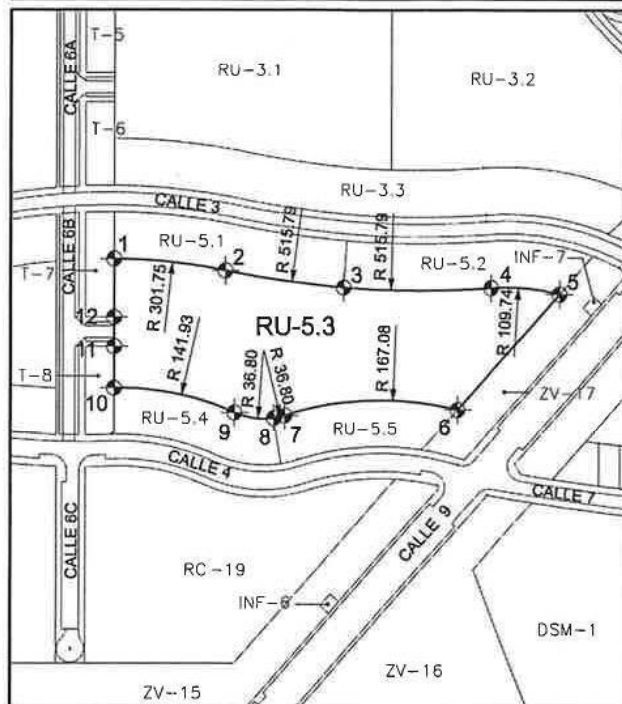 T-5
CALLE 6A
RU-3.1
RU-3.2
T-6
RU-3.3
CALLE 3
CALLE 6B
RU-5.1
R 515.79
R 515.79
RU-5.2
INF-7
1
2
3
4
5
T-7
R 301.75
R 109.74
12
RU-5.3
11
R 141.93
R 36.80
R 36.80
R 167.08
T-8
10
9
8
7
6
ZV-17
RU-5.4
RU-5.5
CALLE 4
CALLE 7
CALLE 9
CALLE 6C
RC-19
INF-6
DSM-1
ZV-16
ZV-15